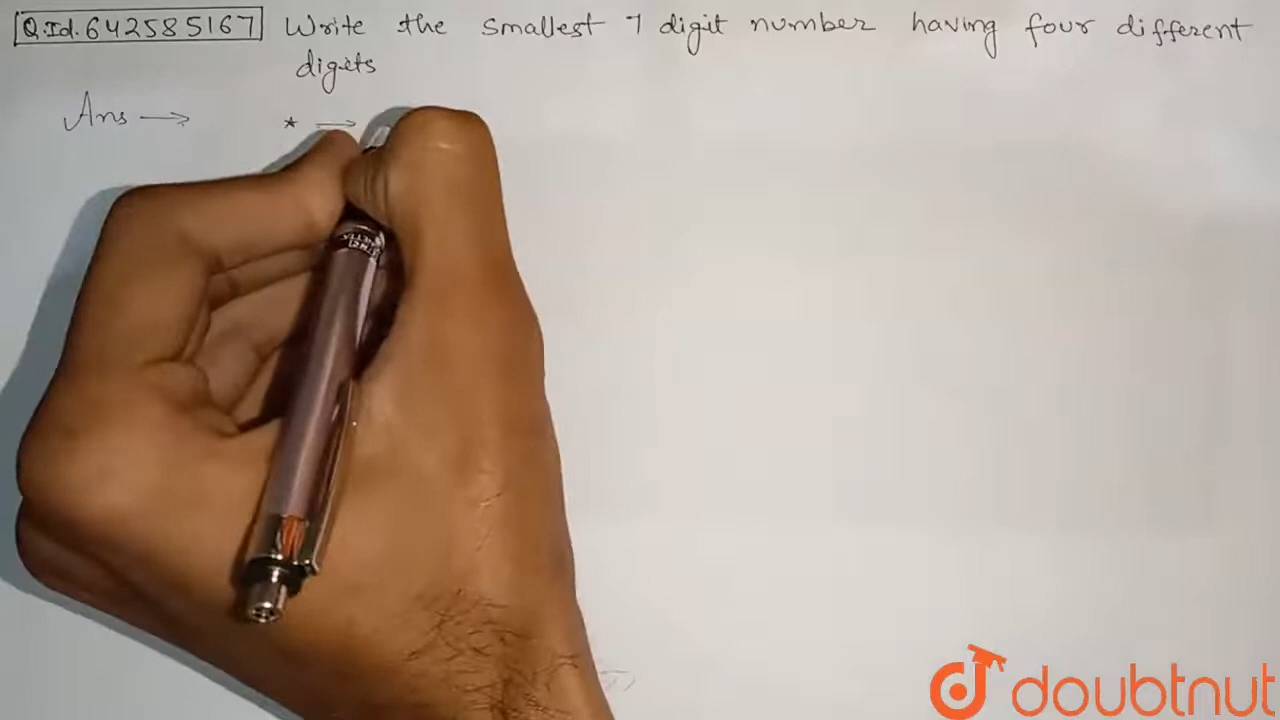 Q.Id. 642585167 Write the smallest 7 digit number having four different
digits
Ans →
* →
doubtnut